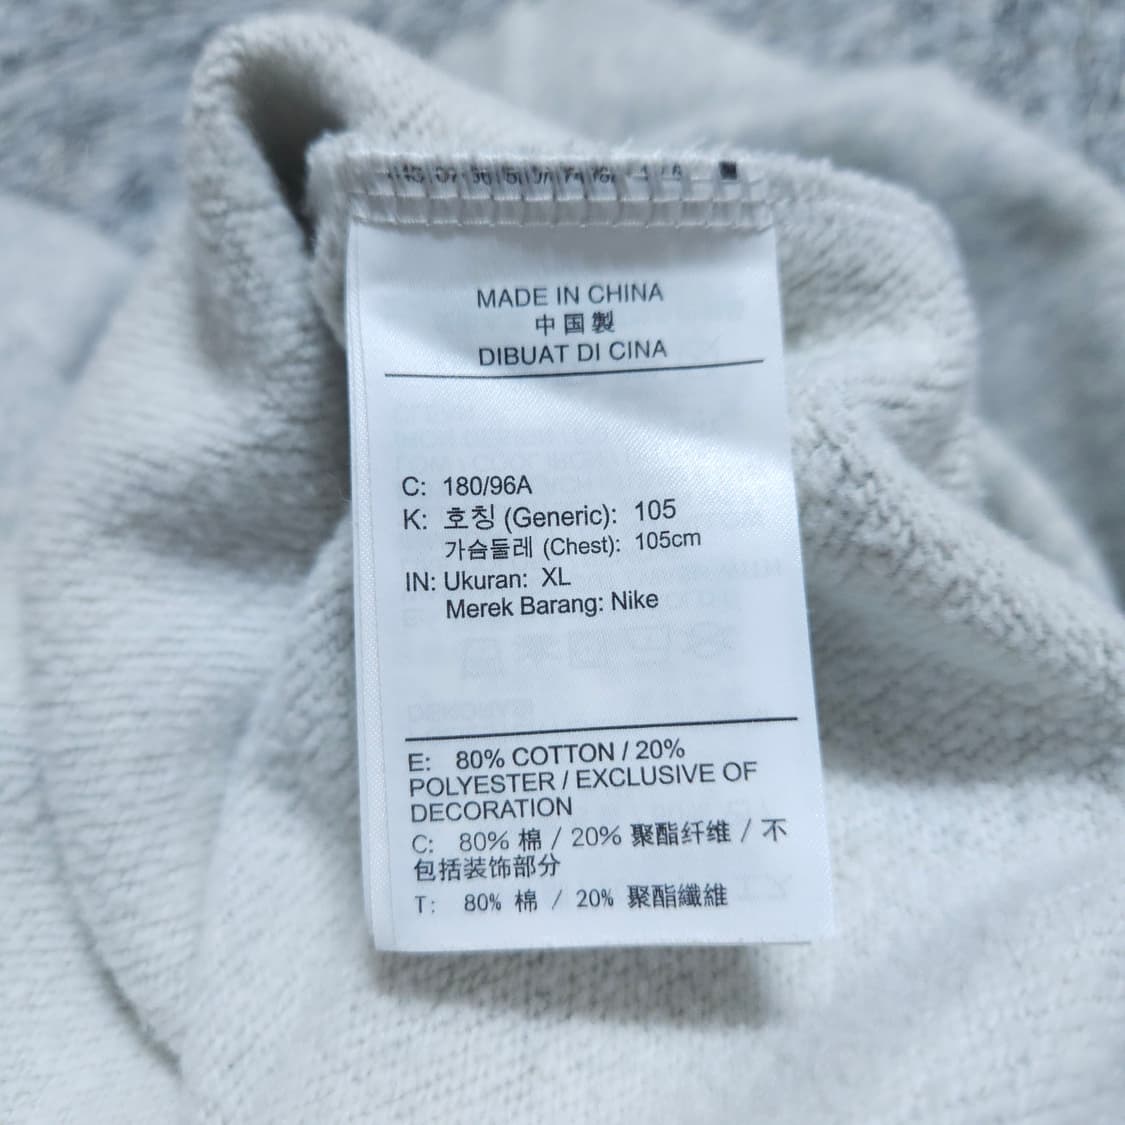 MADE IN CHINA
中国製
DIBUAT DI CINA
C: 180/96A
K: 호칭 (Generic): 105
가슴둘레 (Chest): 105cm
IN: Ukuran: XL
Merek Barang: Nike
E: 80% COTTON / 20%
POLYESTER / EXCLUSIVE OF
DECORATION
C: 80% 棉 / 20% 聚酯纤维 / 不
包括装饰部分
T: 80% 棉 / 20% 聚酯纖維